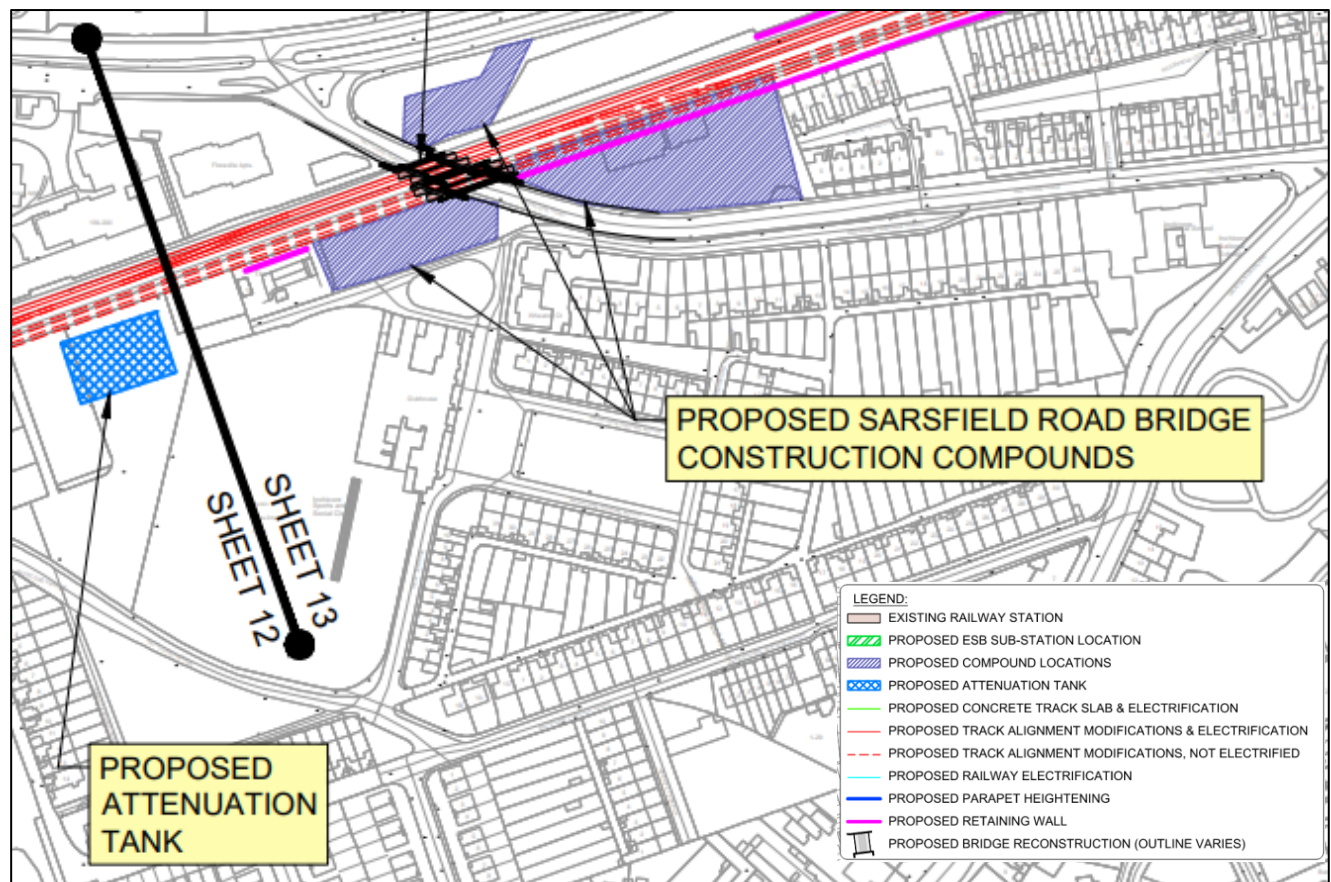 PROPOSED SARSFIELD ROAD BRIDGE
CONSTRUCTION COMPOUNDS
SHEET 13
SHEET 12
PROPOSED
ATTENUATION
TANK
LEGEND:
EXISTING RAILWAY STATION
PROPOSED ESB SUB-STATION LOCATION
PROPOSED COMPOUND LOCATIONS
PROPOSED ATTENUATION TANK
PROPOSED CONCRETE TRACK SLAB & ELECTRIFICATION
PROPOSED TRACK ALIGNMENT MODIFICATIONS & ELECTRIFICATION
PROPOSED TRACK ALIGNMENT MODIFICATIONS, NOT ELECTRIFIED
PROPOSED RAILWAY ELECTRIFICATION
PROPOSED PARAPET HEIGHTENING
PROPOSED RETAINING WALL
PROPOSED BRIDGE RECONSTRUCTION (OUTLINE VARIES)